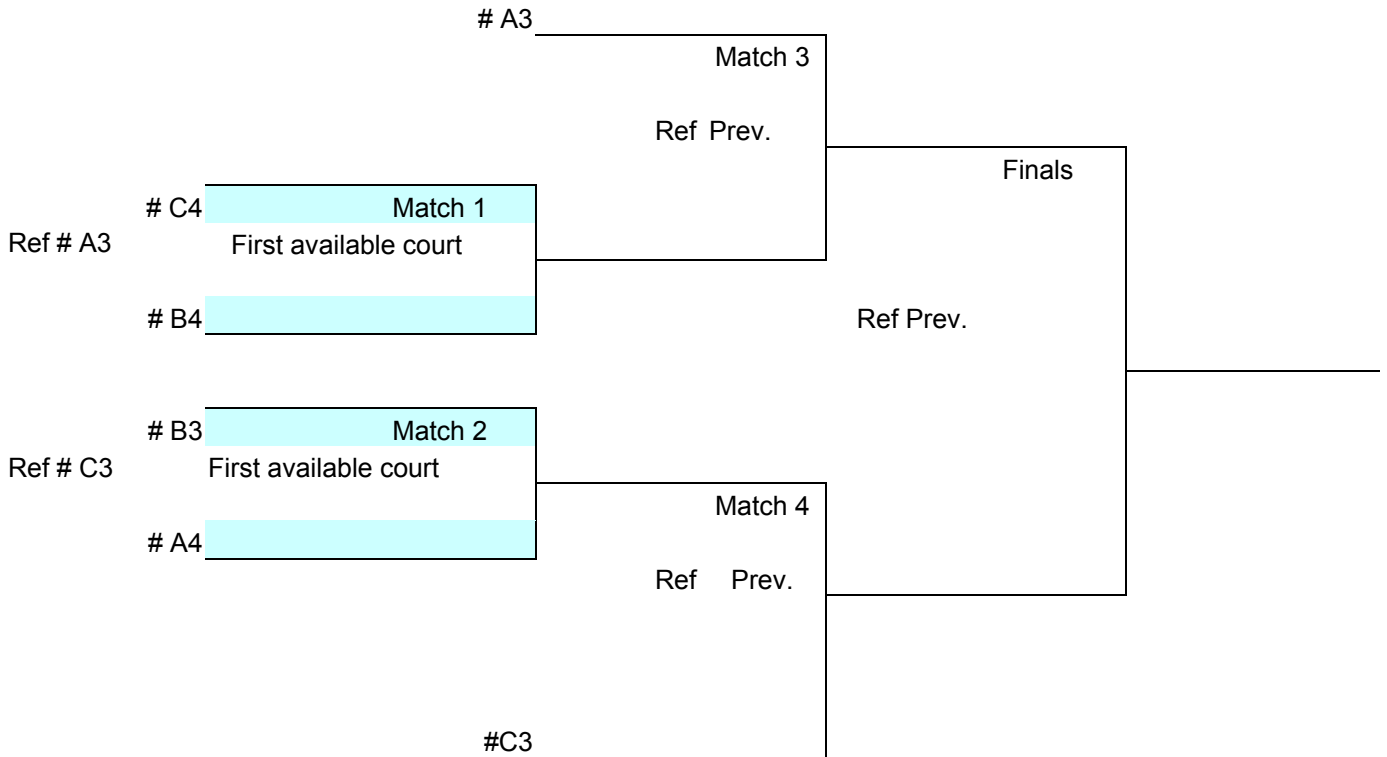 # A3
Match 3
Ref Prev.
Finals
# C4 Match 1
Ref # A3 First available court
# B4 Ref Prev.
# B3 Match 2
Ref # C3 First available court
Match 4
# A4
Ref Prev.
#C3